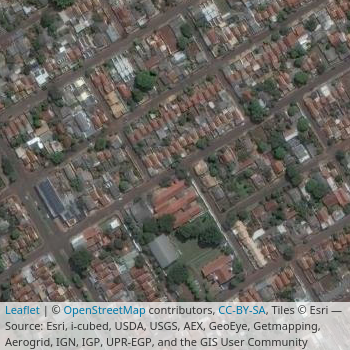 Leaflet | © OpenStreetMap contributors, CC-BY-SA, Tiles © Esri —
Source: Esri, i-cubed, USDA, USGS, AEX, GeoEye, Getmapping,
Aerogrid, IGN, IGP, UPR-EGP, and the GIS User Community